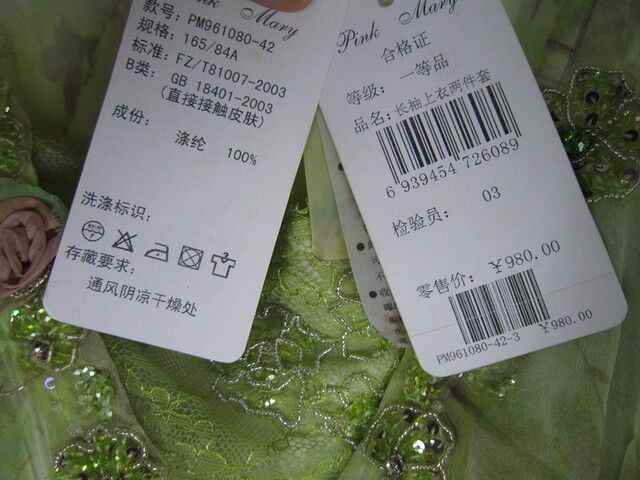 Pink Mary
款号: PM961080-42
规格: 165/84A
标准: FZ/T81007-2003
B类: GB 18401-2003
(直接接触皮肤)
成份:
涤纶 100%
洗涤标识:
存藏要求:
通风阴凉干燥处
Pink Mary
合格证
等级: 一等品
品名: 长袖上衣两件套
6 939454 726089
检验员: 03
零售价: ¥980.00
PM961080-42-3 ¥980.00